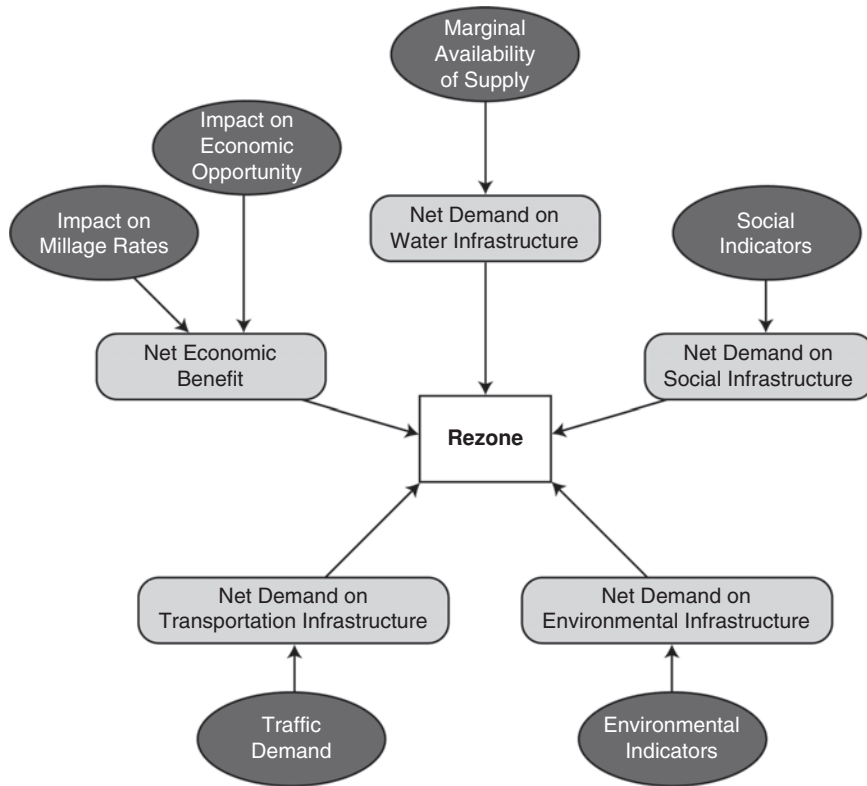 Marginal
Availability
of Supply
Impact on
Economic
Opportunity
Impact on
Millage Rates
Net Demand on
Water Infrastructure
Social
Indicators
Net Economic
Benefit
Net Demand on
Social Infrastructure
Rezone
Net Demand on
Transportation Infrastructure
Net Demand on
Environmental Infrastructure
Traffic
Demand
Environmental
Indicators